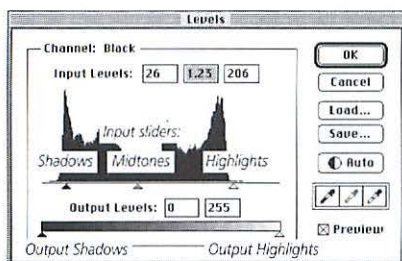 Levels
Channel: Black
Input Levels: 26 1.23 206
Input sliders:
Shadows Midtones Highlights
Output Levels: 0 255
Output Shadows Output Highlights
OK
Cancel
Load...
Save...
Auto
Preview